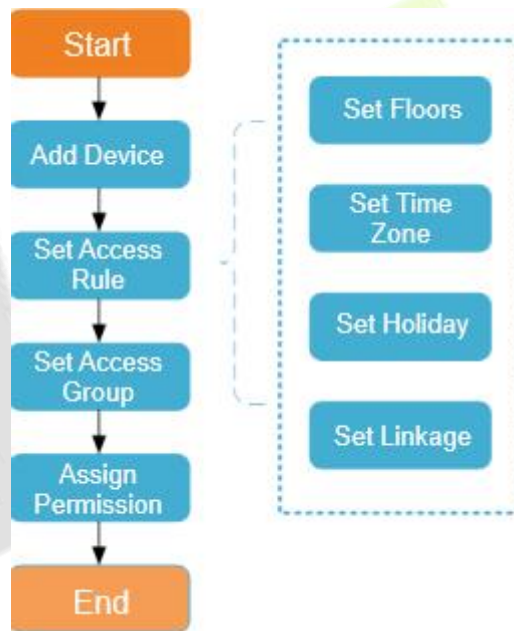 Start
Add Device
Set Access
Rule
Set Access
Group
Assign
Permission
End
Set Floors
Set Time
Zone
Set Holiday
Set Linkage